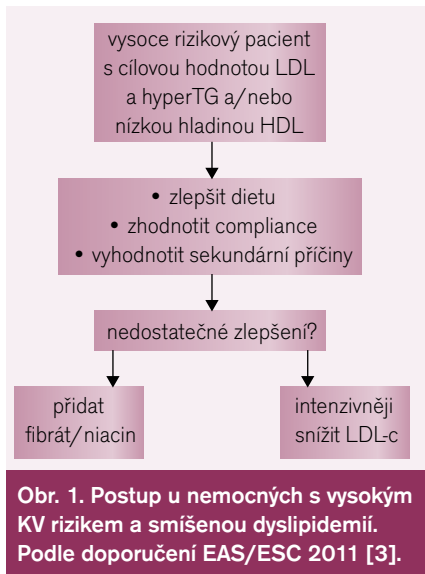 vysoce rizikový pacient
s cílovou hodnotou LDL
a hyperTG a/nebo
nízkou hladinou HDL
• zlepšit dietu
• zhodnotit compliance
• vyhodnotit sekundární příčiny
nedostatečné zlepšení?
přidat
fibrát/niacin
intenzivněji
snížit LDL-c
Obr. 1. Postup u nemocných s vysokým
KV rizikem a smíšenou dyslipidemií.
Podle doporučení EAS/ESC 2011 [3].